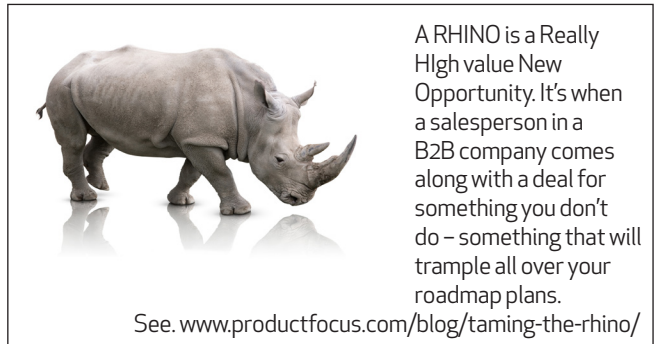 A RHINO is a Really
HIgh value New
Opportunity. It's when
a salesperson in a
B2B company comes
along with a deal for
something you don't
do – something that will
trample all over your
roadmap plans.
See. www.productfocus.com/blog/taming-the-rhino/